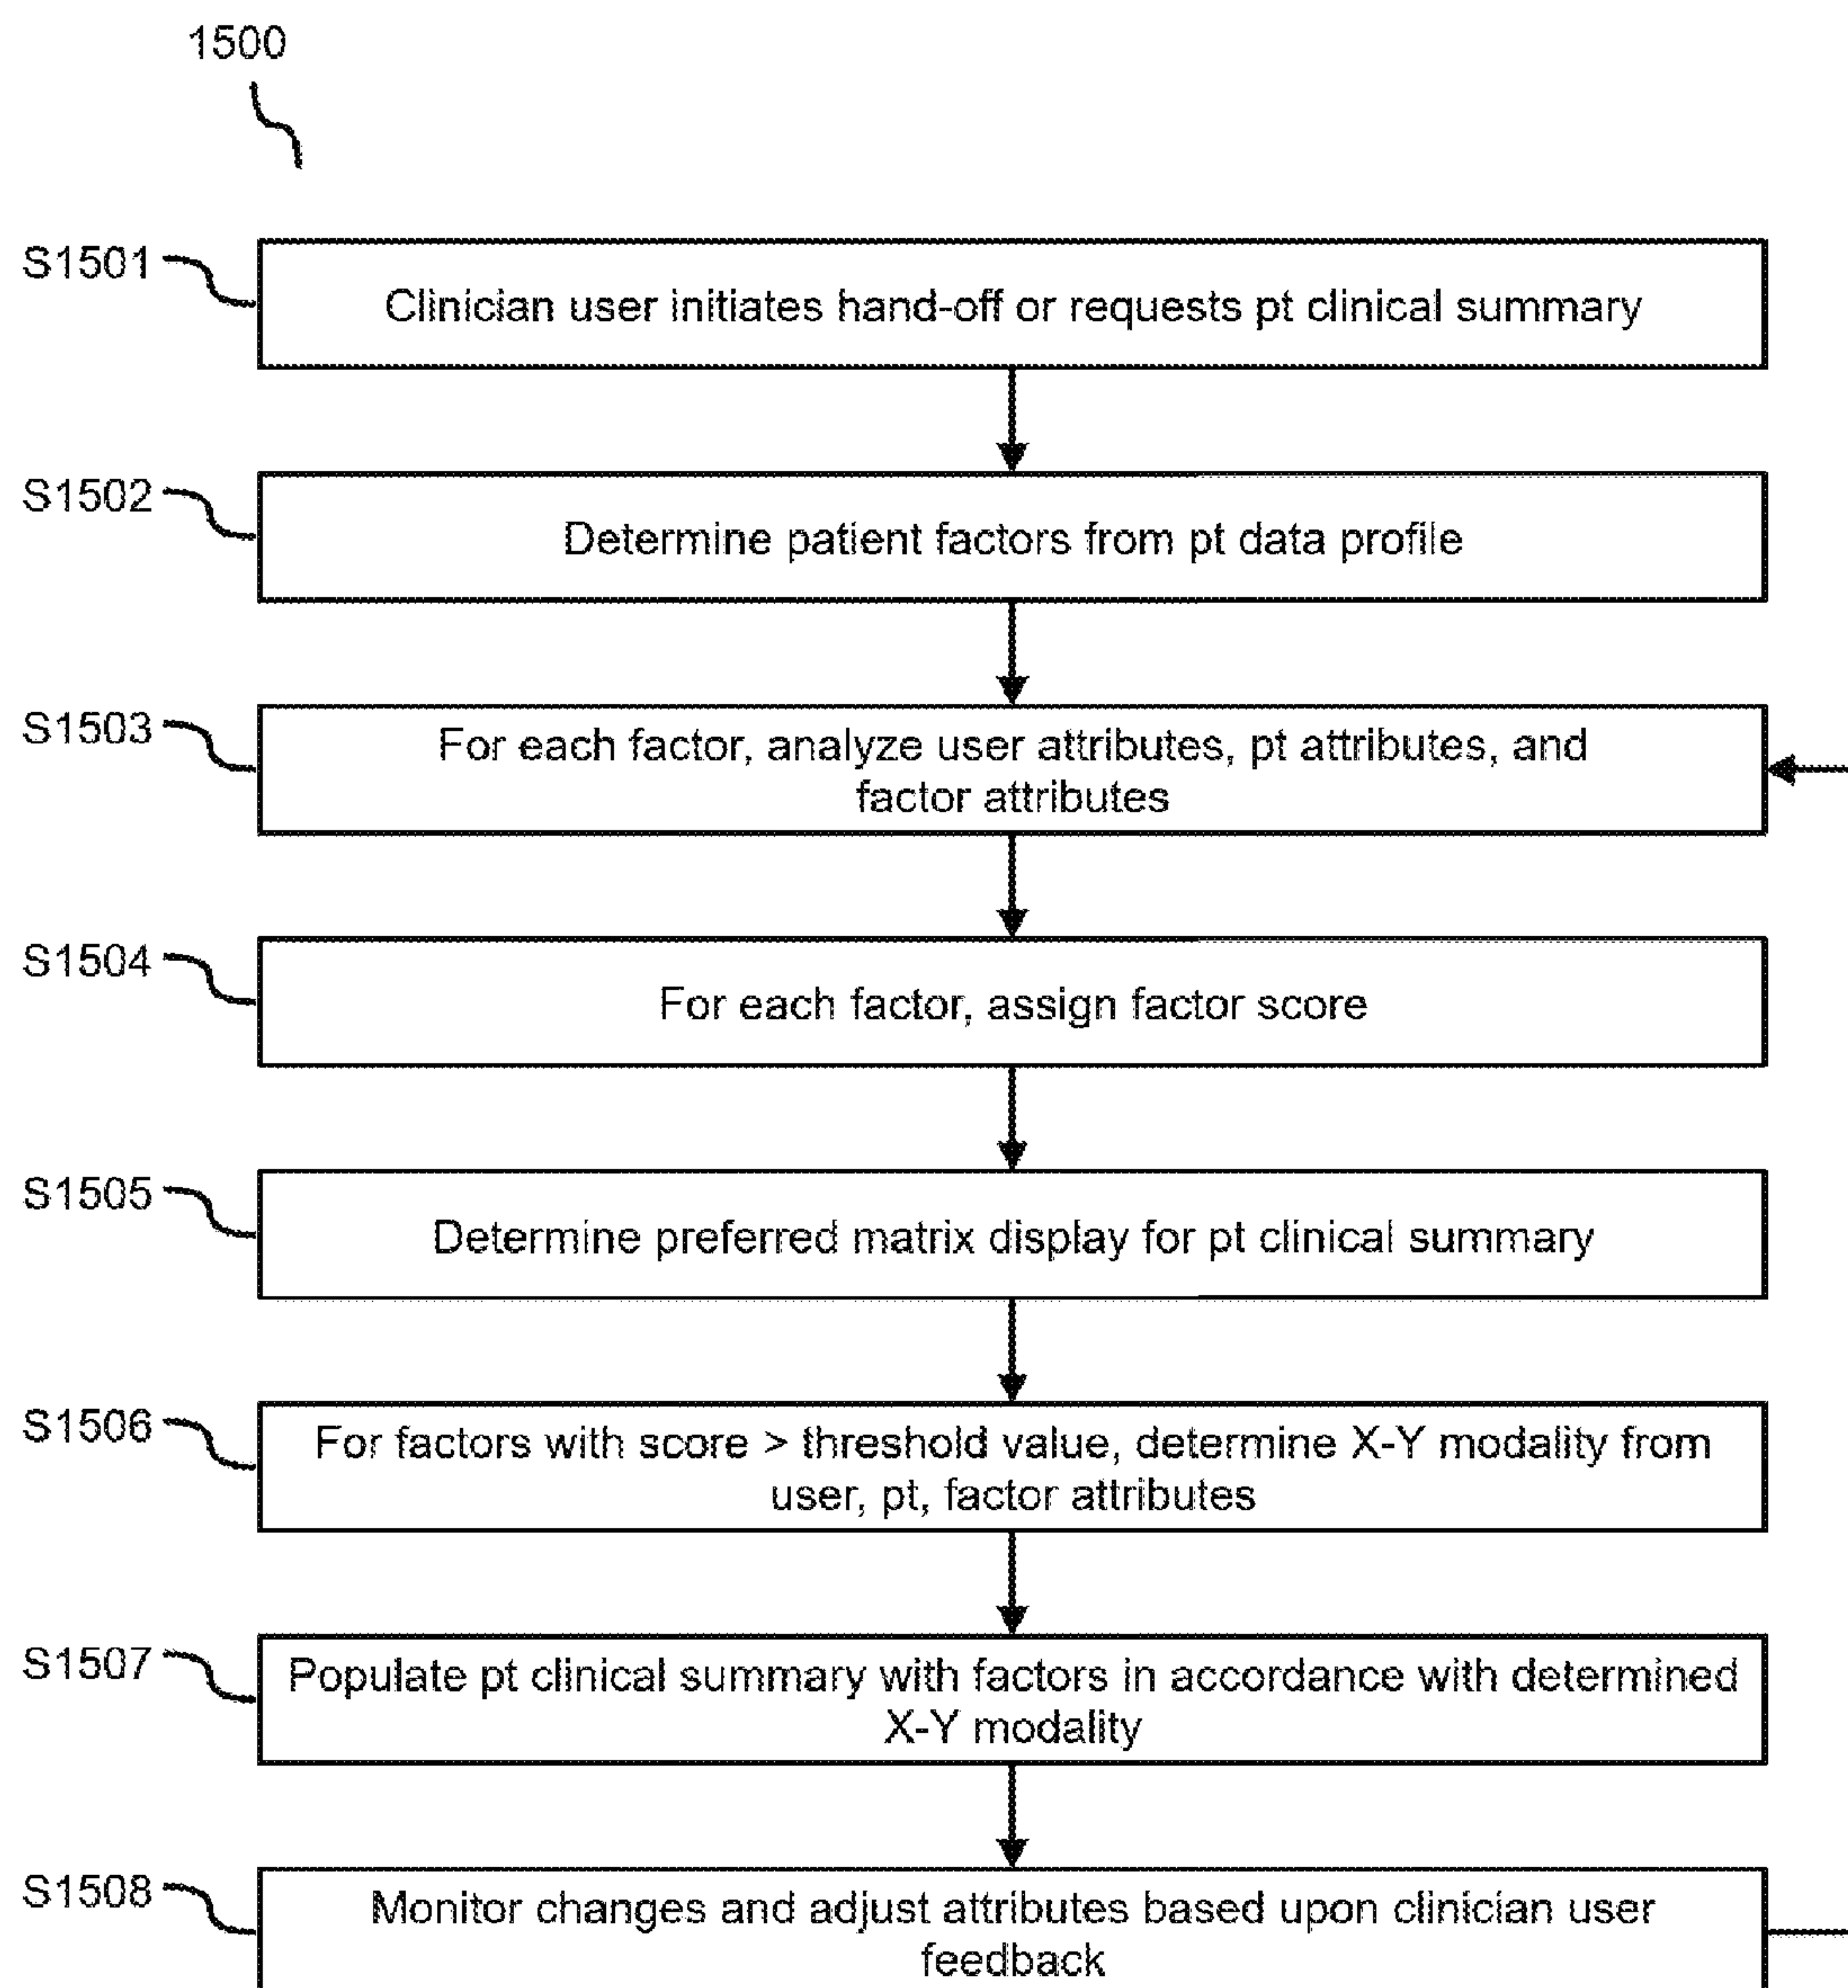 1500
S1501
Clinician user initiates hand-off or requests pt clinical summary
S1502
Determine patient factors from pt data profile
S1503
For each factor, analyze user attributes, pt attributes, and
factor attributes
S1504
For each factor, assign factor score
S1505
Determine preferred matrix display for pt clinical summary
S1506
For factors with score > threshold value, determine X-Y modality from
user, pt, factor attributes
S1507
Populate pt clinical summary with factors in accordance with determined
X-Y modality
S1508
Monitor changes and adjust attributes based upon clinician user
feedback